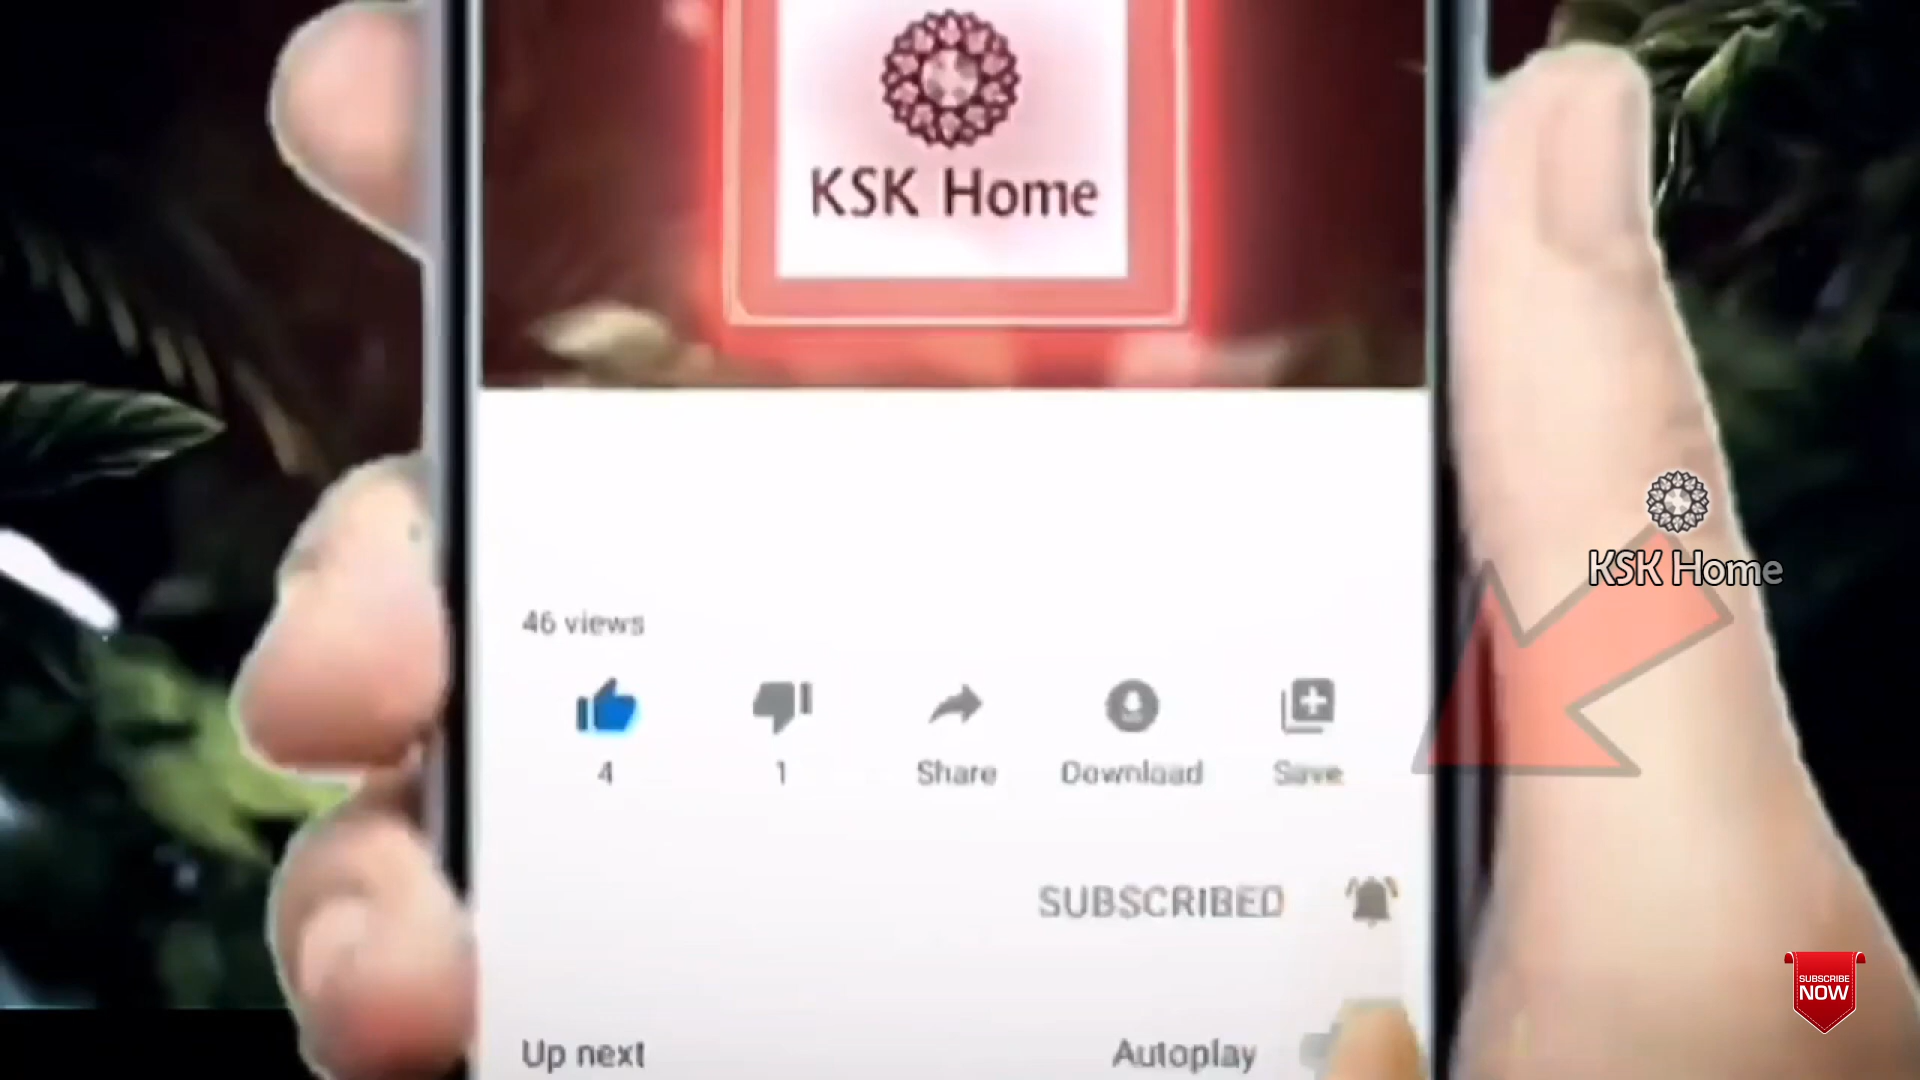 KSK Home
46 views
4
1
Share
Download
Save
KSK Home
SUBSCRIBED
SUBSCRIBE
NOW
Up next
Autoplay